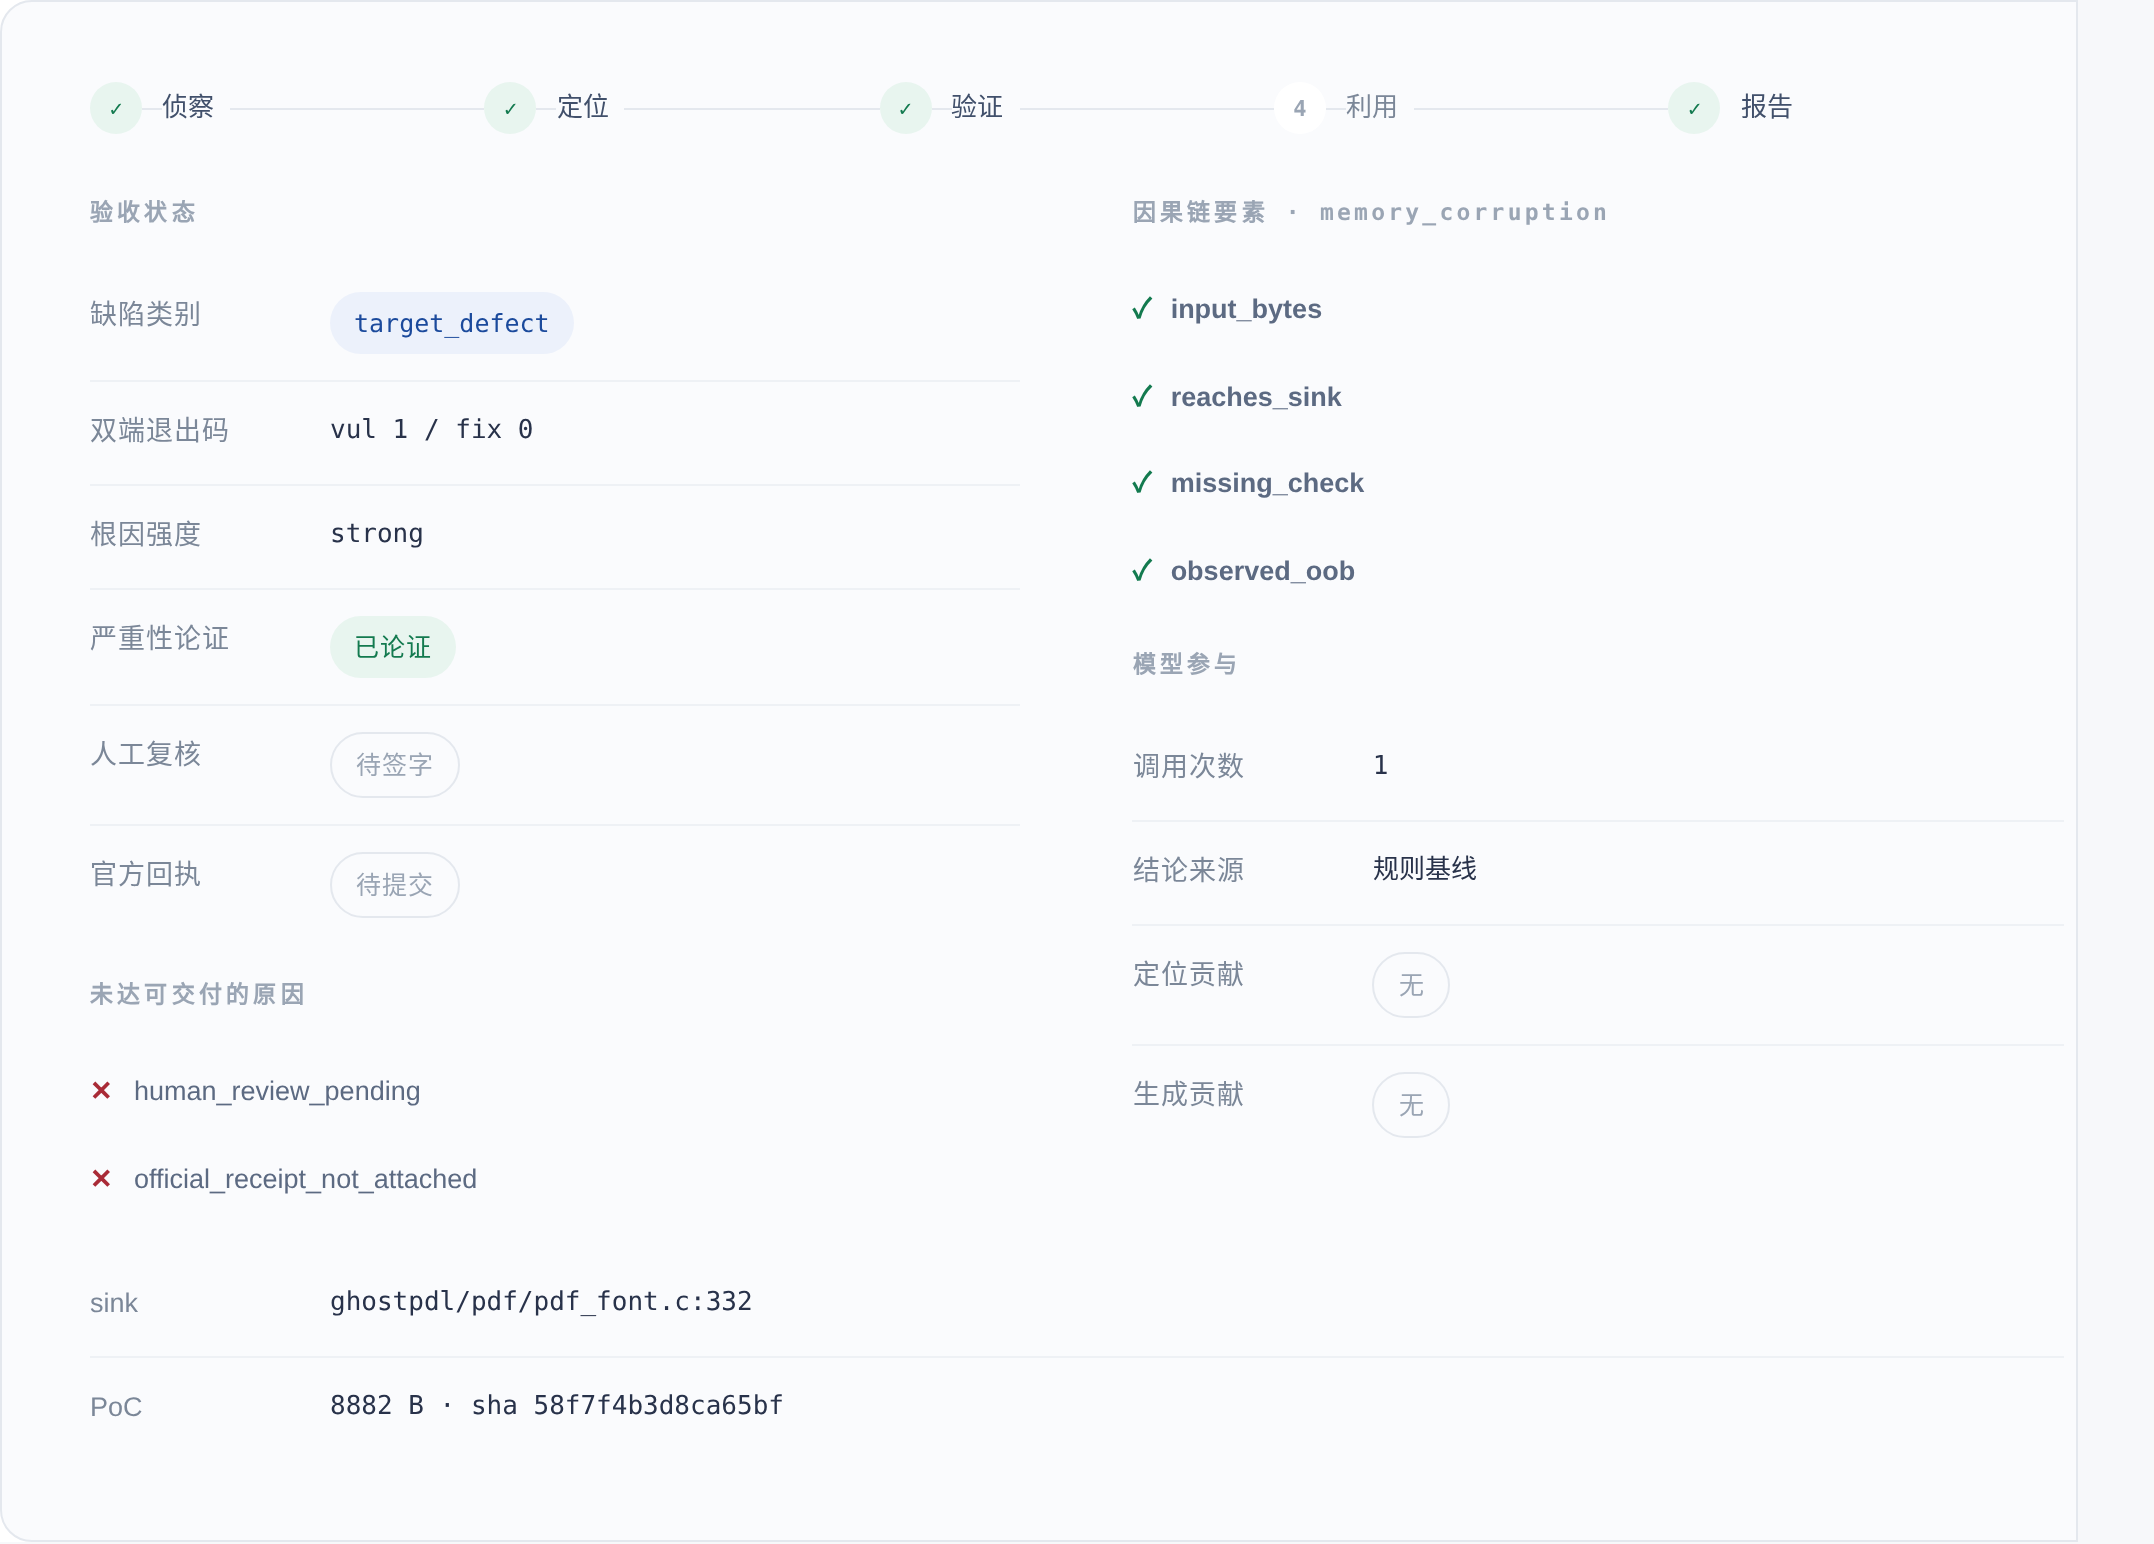 ✓ 侦察 ✓ 定位 ✓ 验证 4 利用 ✓ 报告
验收状态
缺陷类别 target_defect
双端退出码 vul 1 / fix 0
根因强度 strong
严重性论证 已论证
人工复核 待签字
官方回执 待提交
未达可交付的原因
✕ human_review_pending
✕ official_receipt_not_attached
因果链要素 · memory_corruption
✓ input_bytes
✓ reaches_sink
✓ missing_check
✓ observed_oob
模型参与
调用次数 1
结论来源 规则基线
定位贡献 无
生成贡献 无
sink ghostpdl/pdf/pdf_font.c:332
PoC 8882 B · sha 58f7f4b3d8ca65bf